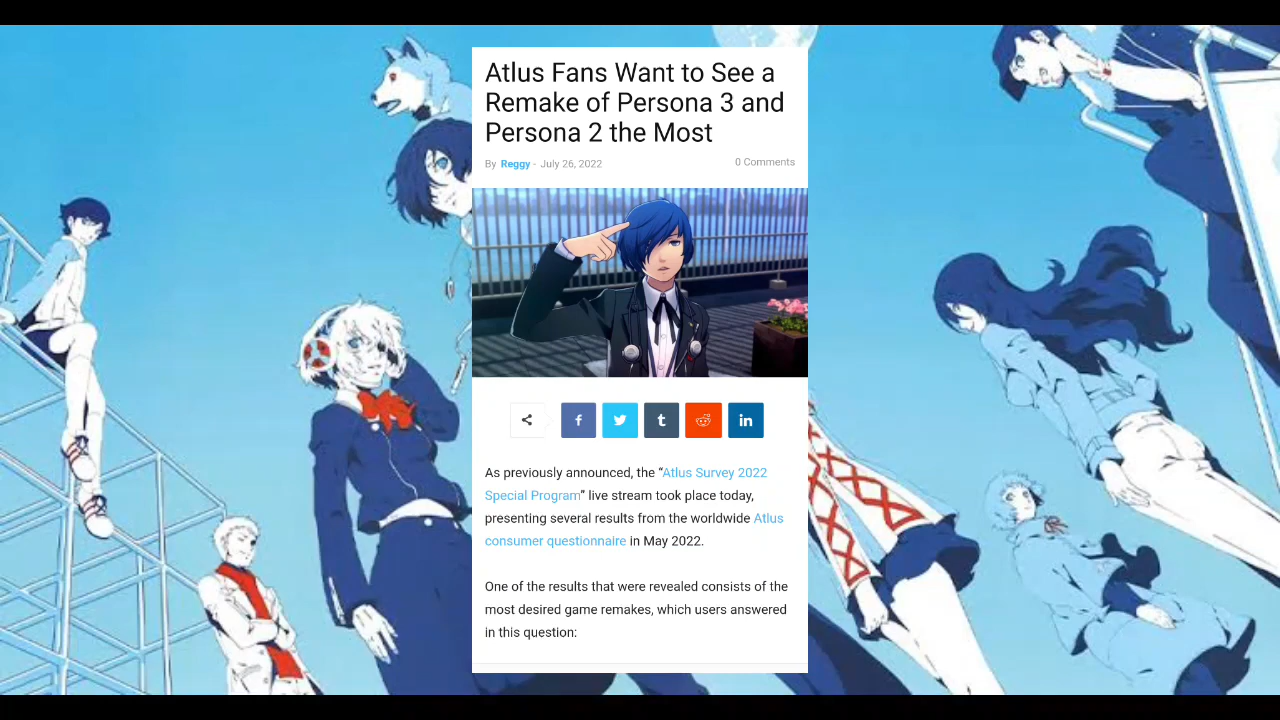 Atlus Fans Want to See a
Remake of Persona 3 and
Persona 2 the Most
By Reggy - July 26, 2022
0 Comments
As previously announced, the “Atlus Survey 2022
Special Program” live stream took place today,
presenting several results from the worldwide Atlus
consumer questionnaire in May 2022.
One of the results that were revealed consists of the
most desired game remakes, which users answered
in this question: